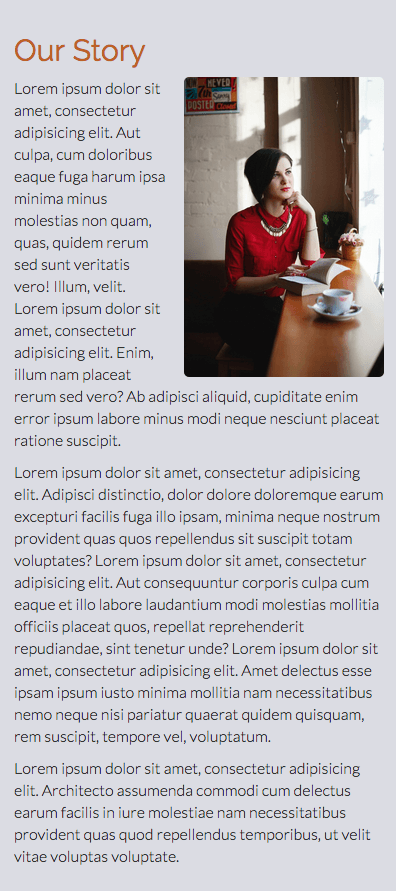 Our Story
Lorem ipsum dolor sit
amet, consectetur
adipisicing elit. Aut
culpa, cum doloribus
eaque fuga harum ipsa
minima minus
molestias non quam,
quas, quidem rerum
sed sunt veritatis
vero! Illum, velit.
Lorem ipsum dolor sit
amet, consectetur
adipisicing elit. Enim,
illum nam placeat
rerum sed vero? Ab adipisci aliquid, cupiditate enim
error ipsum labore minus modi neque nesciunt placeat
ratione suscipit.
NEVER
POSTER
Sorry
CLOSED
Lorem ipsum dolor sit amet, consectetur adipisicing
elit. Adipisci distinctio, dolor dolore doloremque earum
excepturi facilis fuga illo ipsam, minima neque nostrum
provident quas quos repellendus sit suscipit totam
voluptates? Lorem ipsum dolor sit amet, consectetur
adipisicing elit. Aut consequuntur corporis culpa cum
eaque et illo labore laudantium modi molestias mollitia
officiis placeat quos, repellat reprehenderit
repudiandae, sint tenetur unde? Lorem ipsum dolor sit
amet, consectetur adipisicing elit. Amet delectus esse
ipsam ipsum iusto minima mollitia nam necessitatibus
nemo neque nisi pariatur quaerat quidem quisquam,
rem suscipit, tempore vel, voluptatum.
Lorem ipsum dolor sit amet, consectetur adipisicing
elit. Architecto assumenda commodi cum delectus
earum facilis in iure molestiae nam necessitatibus
provident quas quod repellendus temporibus, ut velit
vitae voluptas voluptate.